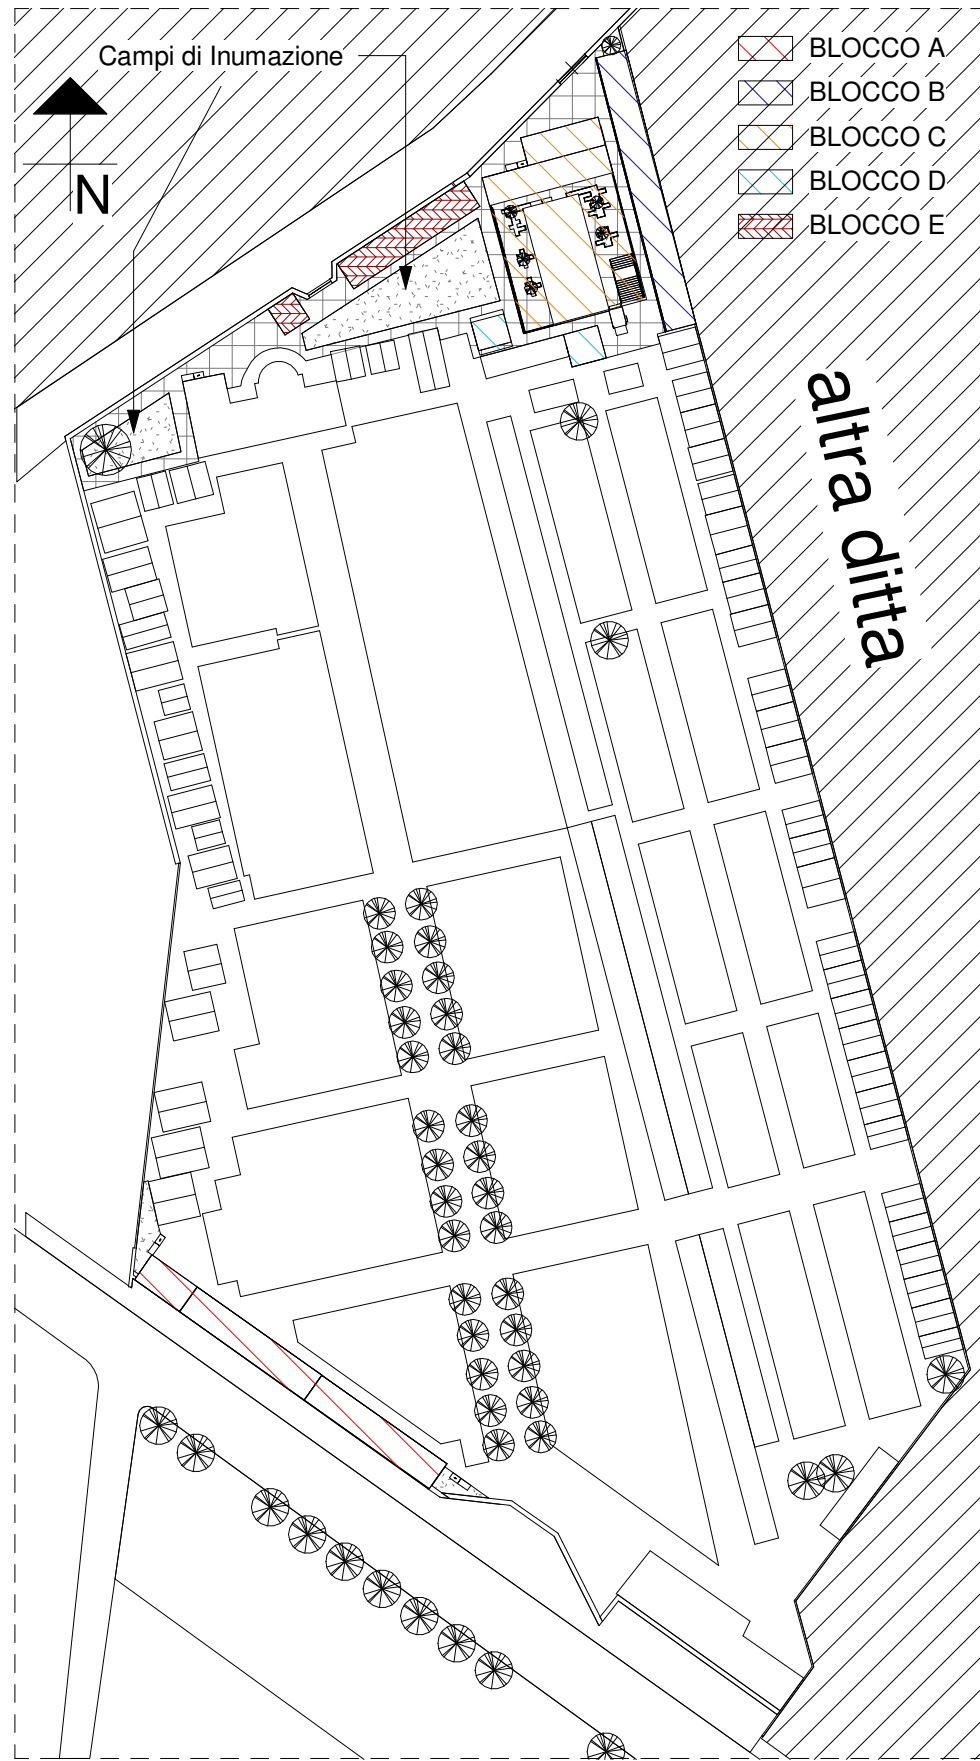 Campi di Inumazione
N
BLOCCO A
BLOCCO B
BLOCCO C
BLOCCO D
BLOCCO E
altra ditta